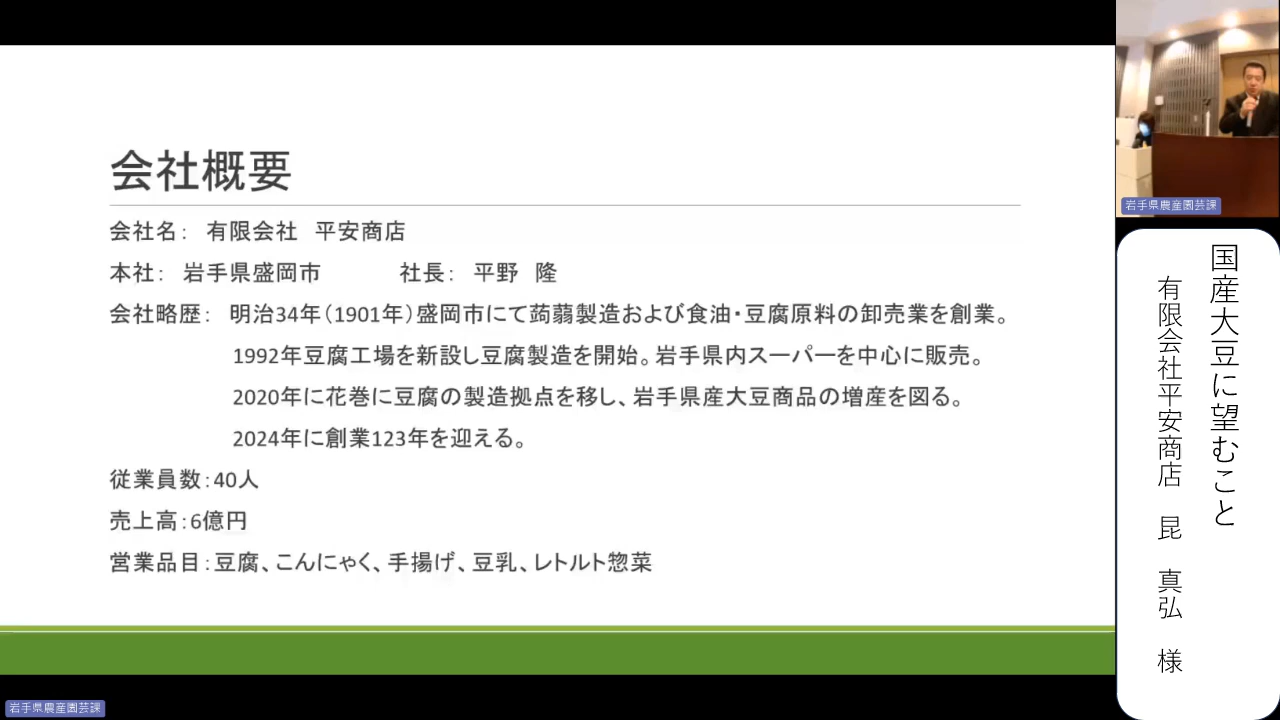 会社概要
会社名： 有限会社　平安商店
本社： 岩手県盛岡市　　　社長： 平野　隆
会社略歴： 明治34年（1901年）盛岡市にて蒟蒻製造および食油・豆腐原料の卸売業を創業。
1992年豆腐工場を新設し豆腐製造を開始。岩手県内スーパーを中心に販売。
2020年に花巻に豆腐の製造拠点を移し、岩手県産大豆商品の増産を図る。
2024年に創業123年を迎える。
従業員数：40人
売上高：6億円
営業品目：豆腐、こんにゃく、手揚げ、豆乳、レトルト惣菜
岩手県農産園芸課
岩手県農産園芸課
国産大豆に望むこと
有限会社平安商店　昆　真弘　様